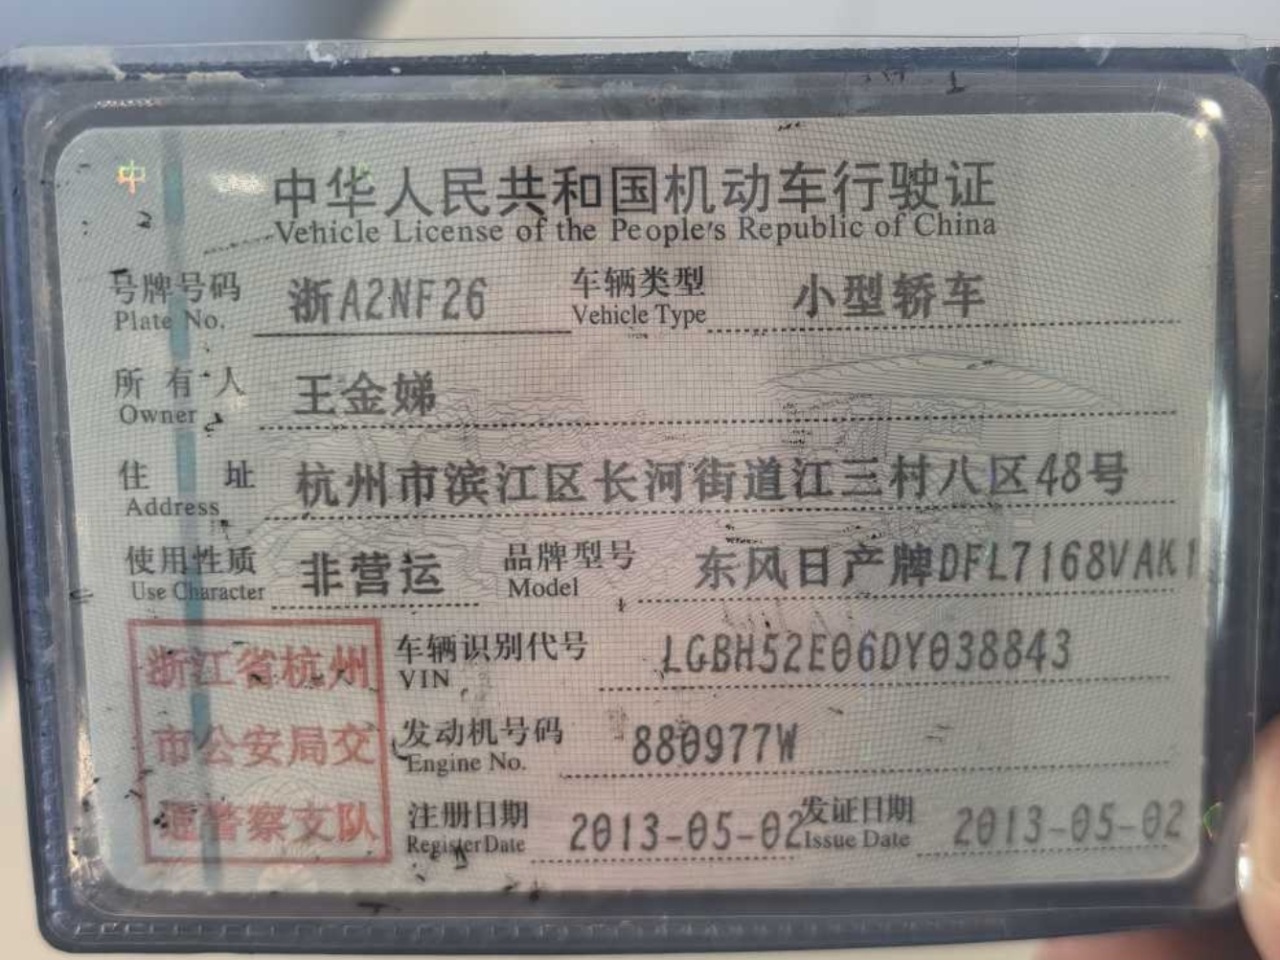 中华人民共和国机动车行驶证
Vehicle License of the People's Republic of China
号牌号码 浙A2NF26 车辆类型 小型轿车
Plate No. Vehicle Type
所有人 王金娣
Owner
住址 杭州市滨江区长河街道江三村八区48号
Address
使用性质 非营运 品牌型号 东风日产牌DFL7168VAK1
Use Character Model
浙江省杭州
市公安局交
通警察支队
车辆识别代号 LGBH52E06DY038843
VIN
发动机号码 880977W
Engine No.
注册日期 2013-05-02 发证日期 2013-05-02
Register Date Issue Date